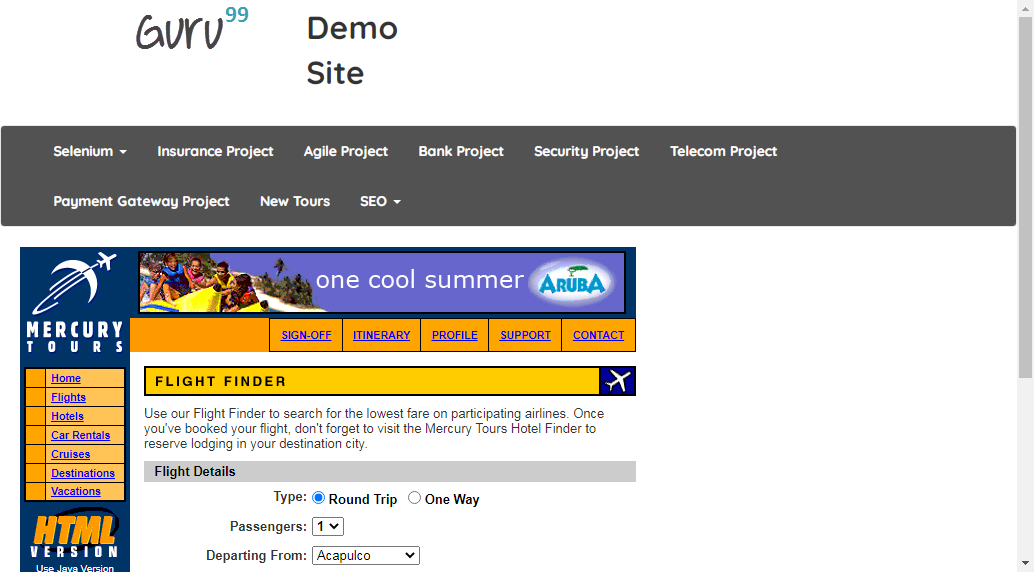 Guru99
Demo
Site
Selenium Insurance Project Agile Project Bank Project Security Project Telecom Project
Payment Gateway Project New Tours SEO
one cool summer ARUBA
MERCURY
TOURS
SIGN-OFF ITINERARY PROFILE SUPPORT CONTACT
Home
Flights
Hotels
Car Rentals
Cruises
Destinations
Vacations
HTML
VERSION
Use Java Version
FLIGHT FINDER
Use our Flight Finder to search for the lowest fare on participating airlines. Once
you've booked your flight, don't forget to visit the Mercury Tours Hotel Finder to
reserve lodging in your destination city.
Flight Details
Type: Round Trip One Way
Passengers: 1
Departing From: Acapulco